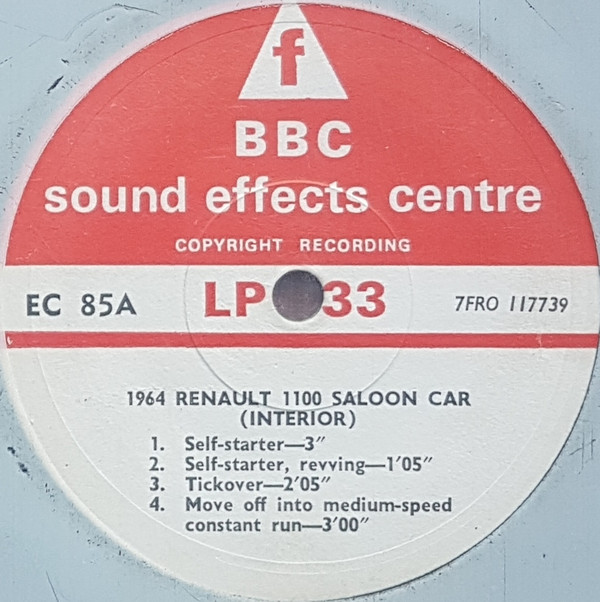 f
BBC
sound effects centre
COPYRIGHT RECORDING
EC 85A LP 33 7FRO 117739
1964 RENAULT 1100 SALOON CAR
(INTERIOR)
1. Self-starter—3″
2. Self-starter, revving—1′05″
3. Tickover—2′05″
4. Move off into medium-speed
constant run—3′00″